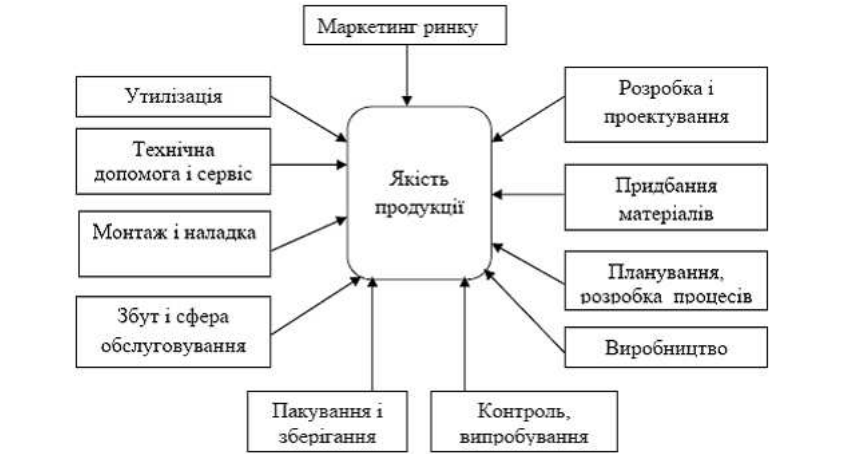 Маркетинг ринку
Утилізація
Розробка і
проектування
Технічна
допомога і сервіс
Якість
продукції
Придбання
матеріалів
Монтаж і наладка
Планування,
розробка процесів
Збут і сфера
обслуговування
Виробництво
Пакування і
зберігання
Контроль,
випробування